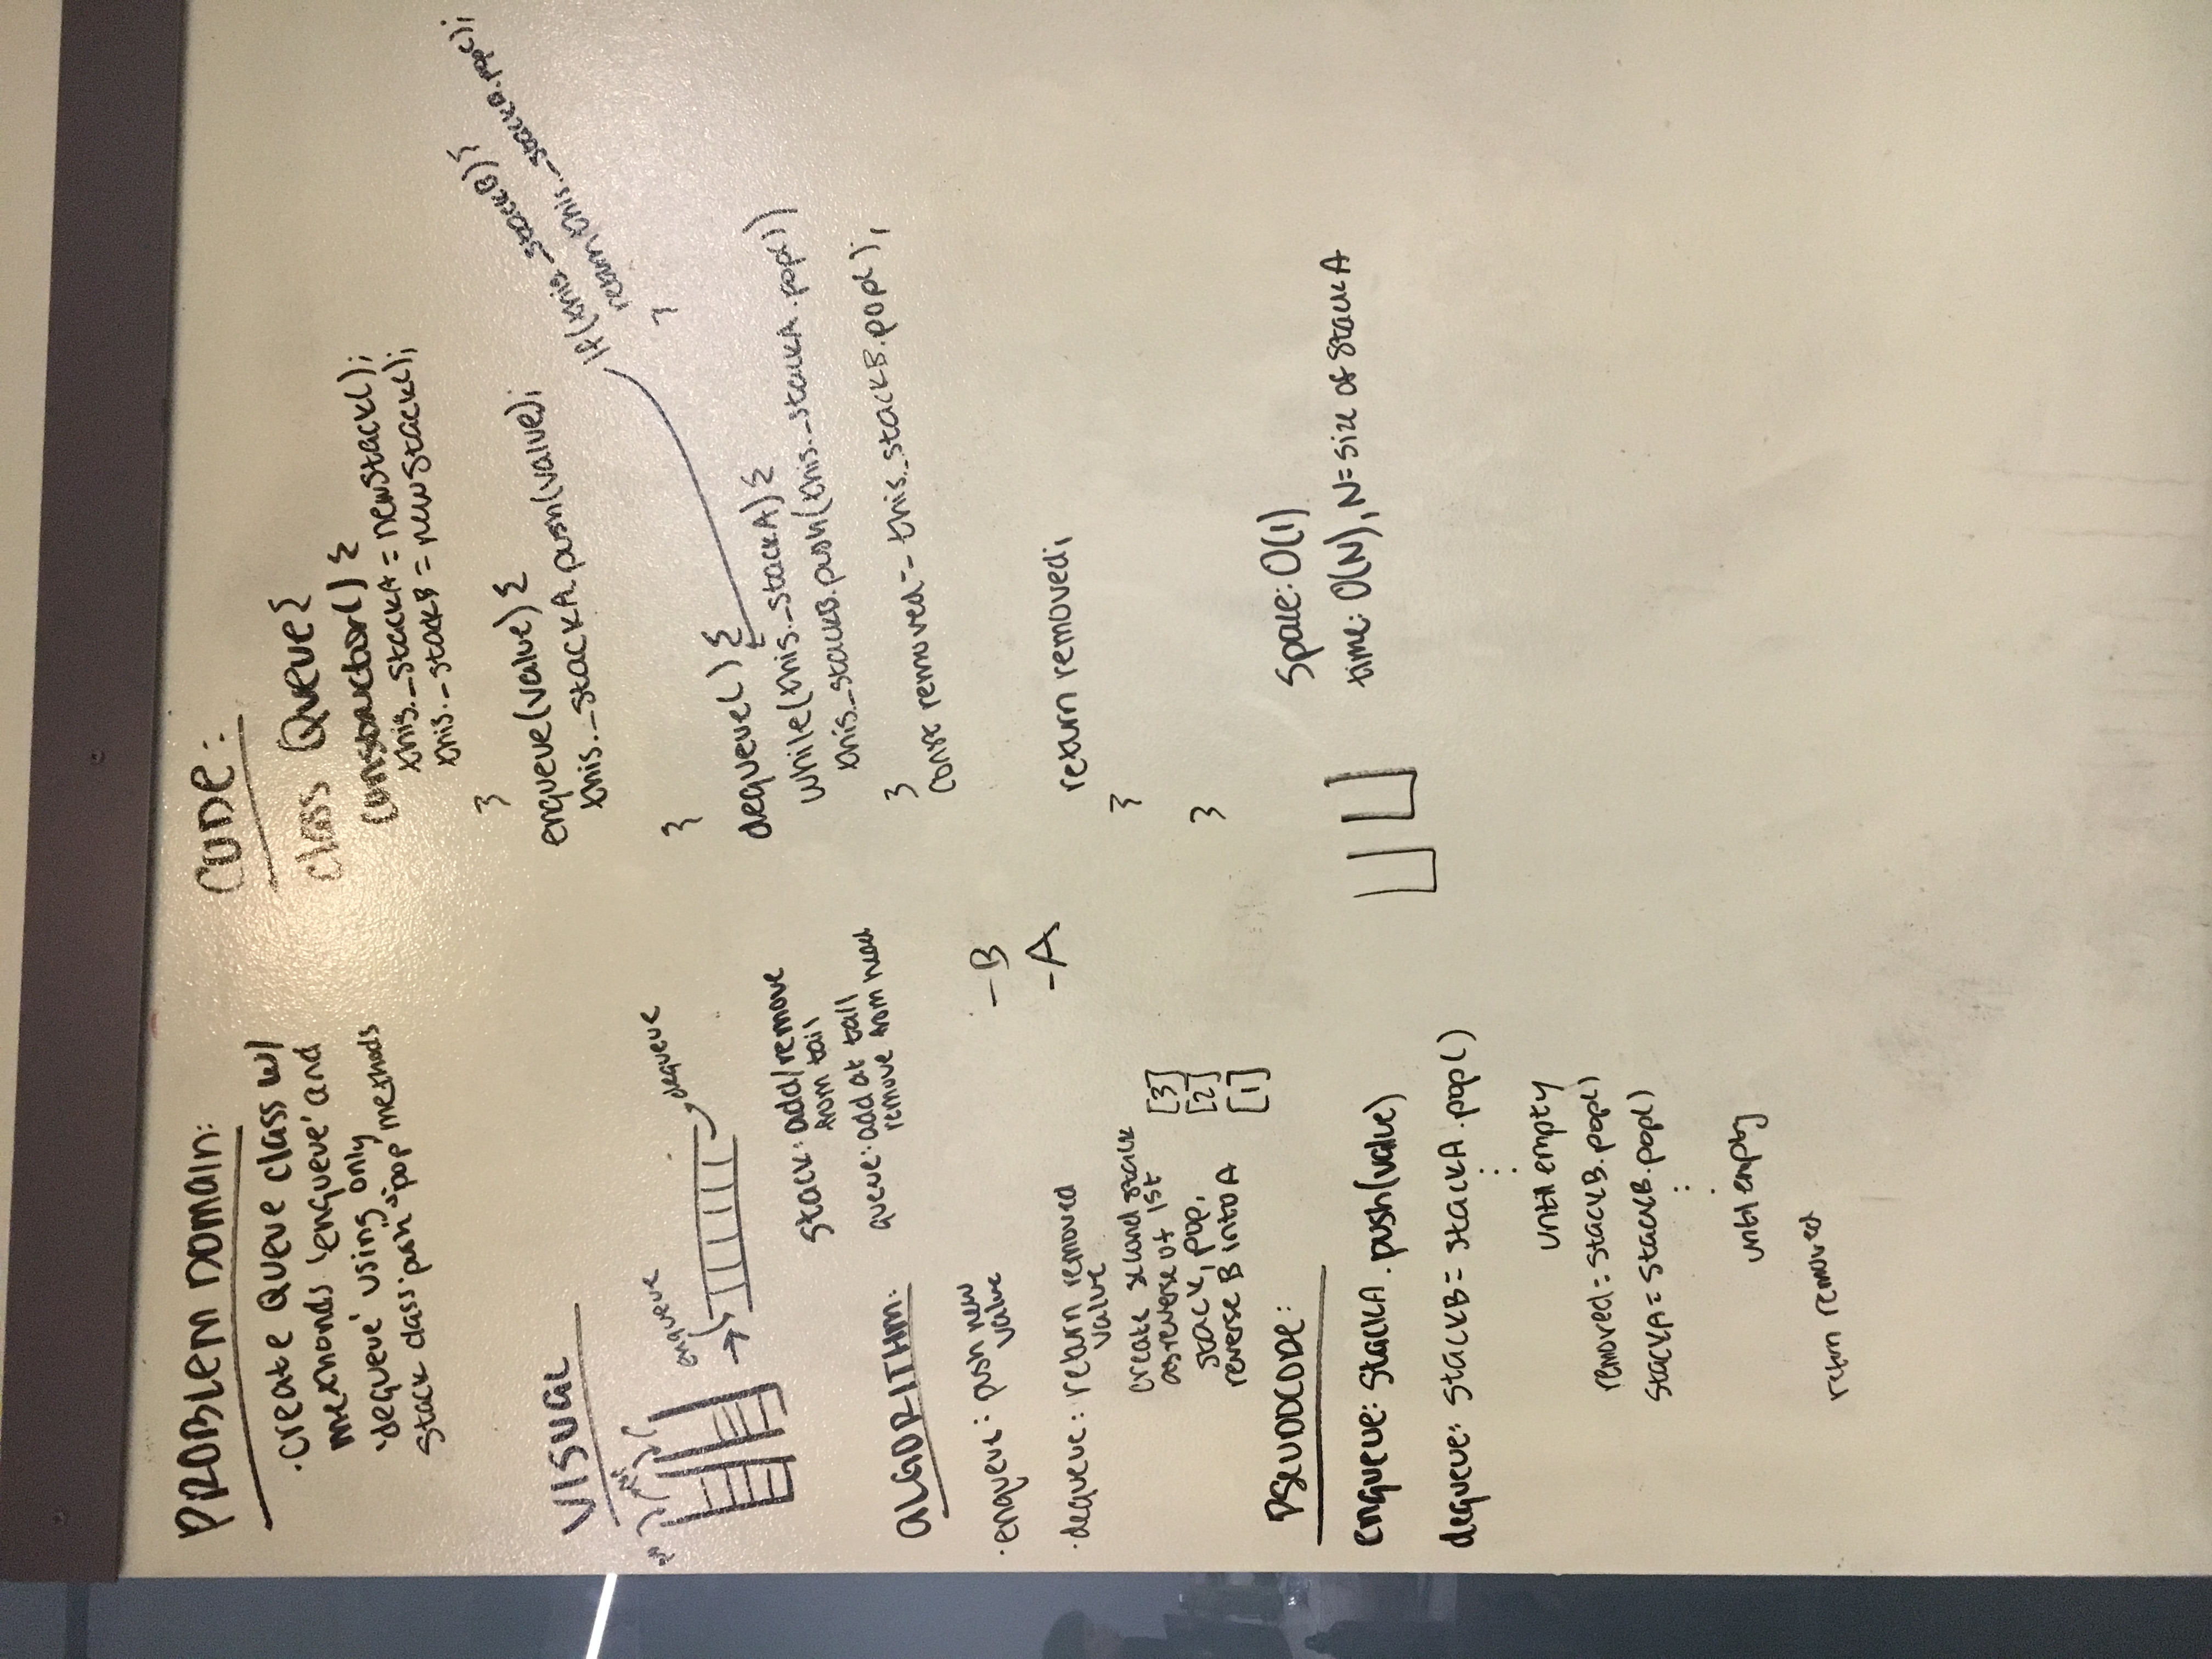 PROBLEM DOMAIN:
·create Queue class w/
methonds 'enqueue' and
'dequeue' using only
Stack class 'push' 'pop' methods
VISUAL
enqueue
dequeue
Stack: add/remove
from tail
queue: add at tail
remove from head
ALGORITHM:
·enqueue: push new
value
·dequeue: return removed
value
create second stack
as reverse of 1st
stack, pop,
reverse B into A
[3]
[2]
[1]
-B
-A
PSEUDOCODE:
enqueue: StackA.push(value)
dequeue: StackB = StackA.pop()
until empty
removed = StackB.pop()
StackA = StackB.pop()
until empty
return removed
CODE:
class Queue{
constructor() {
this._stackA = new Stack();
this._stackB = new Stack();
}
enqueue(value) {
this._stackA.push(value);
}
if(this._stackB) {
return this._stackB.pop();
}
dequeue() {
while(this._stackA) {
this._stackB.push(this._stackA.pop())
}
const removed = this._stackB.pop();
return removed;
}
}
Space: O(1)
time: O(N), N= size of StackA